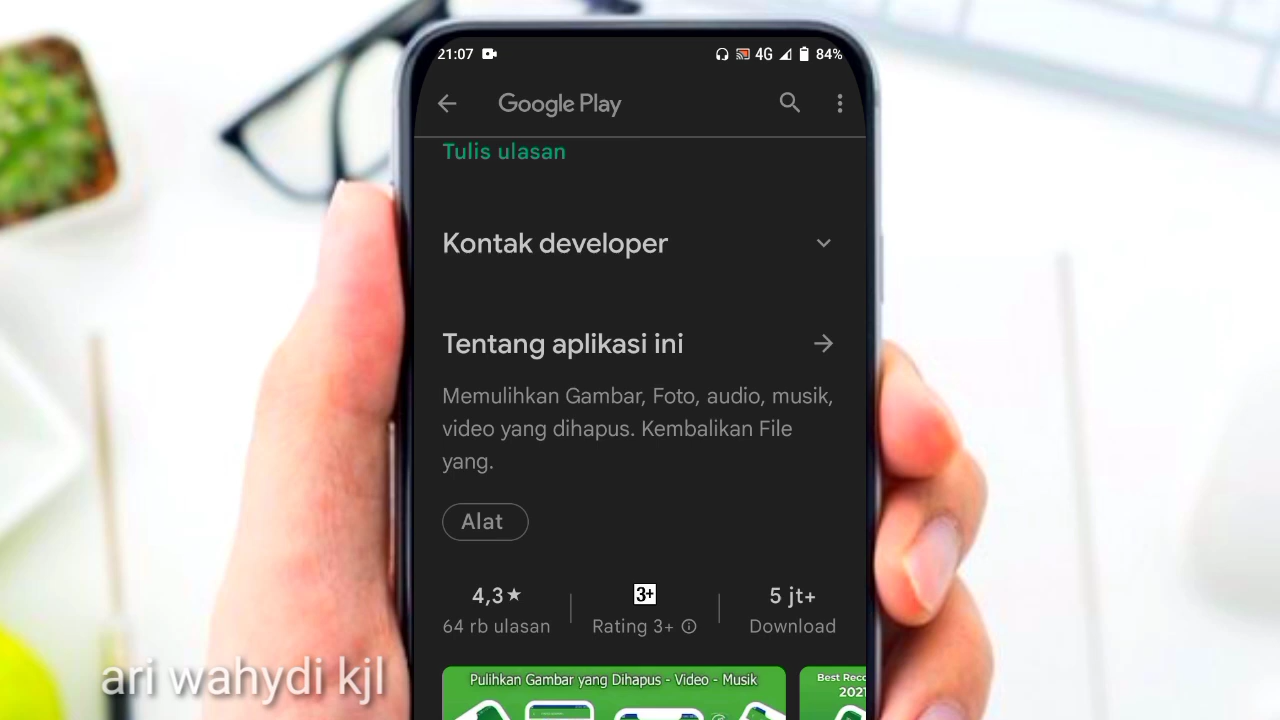 21:07
4G
84%
Google Play
Tulis ulasan
Kontak developer
Tentang aplikasi ini
Memulihkan Gambar, Foto, audio, musik,
video yang dihapus. Kembalikan File
yang.
Alat
4,3★
3+
5 jt+
64 rb ulasan
Rating 3+
Download
Pulihkan Gambar yang Dihapus - Video - Musik
Best Reco
2021
ari wahydi kjl